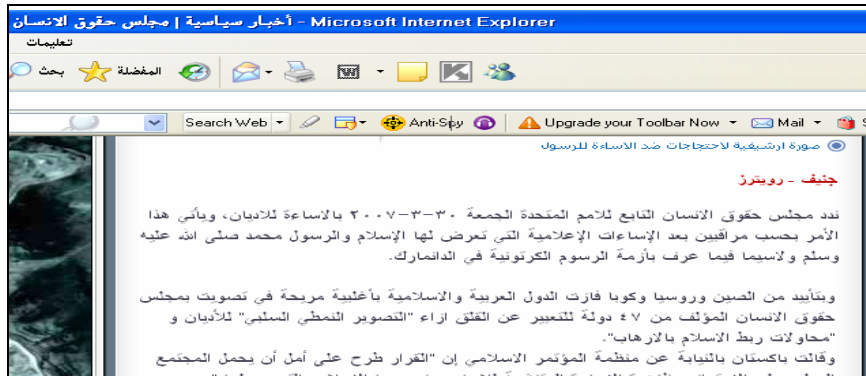 أخبار سياسية | مجلس حقوق الانسان - Microsoft Internet Explorer
تعليمات
بحث المفضلة
Search Web Anti-Spy Upgrade your Toolbar Now Mail
صورة ارشيفية لاحتجاجات ضد الاساءة للرسول
جنيف - رويترز
ندد مجلس حقوق الانسان التابع للامم المتحدة الجمعة ٣٠-٣-٢٠٠٧ بالاساءة للاديان، ويأتي هذا
الأمر بحسب مراقبين بعد الإساءات الإعلامية التي تعرض لها الإسلام والرسول محمد صلى الله عليه
وسلم ولاسيما فيما عرف بأزمة الرسوم الكرتونية في الدانمارك.
وبتأييد من الصين وروسيا وكوبا فازت الدول العربية والاسلامية بأغلبية مريحة في تصويت بمجلس
حقوق الانسان المؤلف من ٤٧ دولة للتعبير عن القلق ازاء "التصوير النمطي السلبي" للأديان و
"محاولات ربط الاسلام بالارهاب".
وقالت باكستان بالنيابة عن منظمة المؤتمر الاسلامي إن "القرار طرح على أمل أن يحمل المجتمع